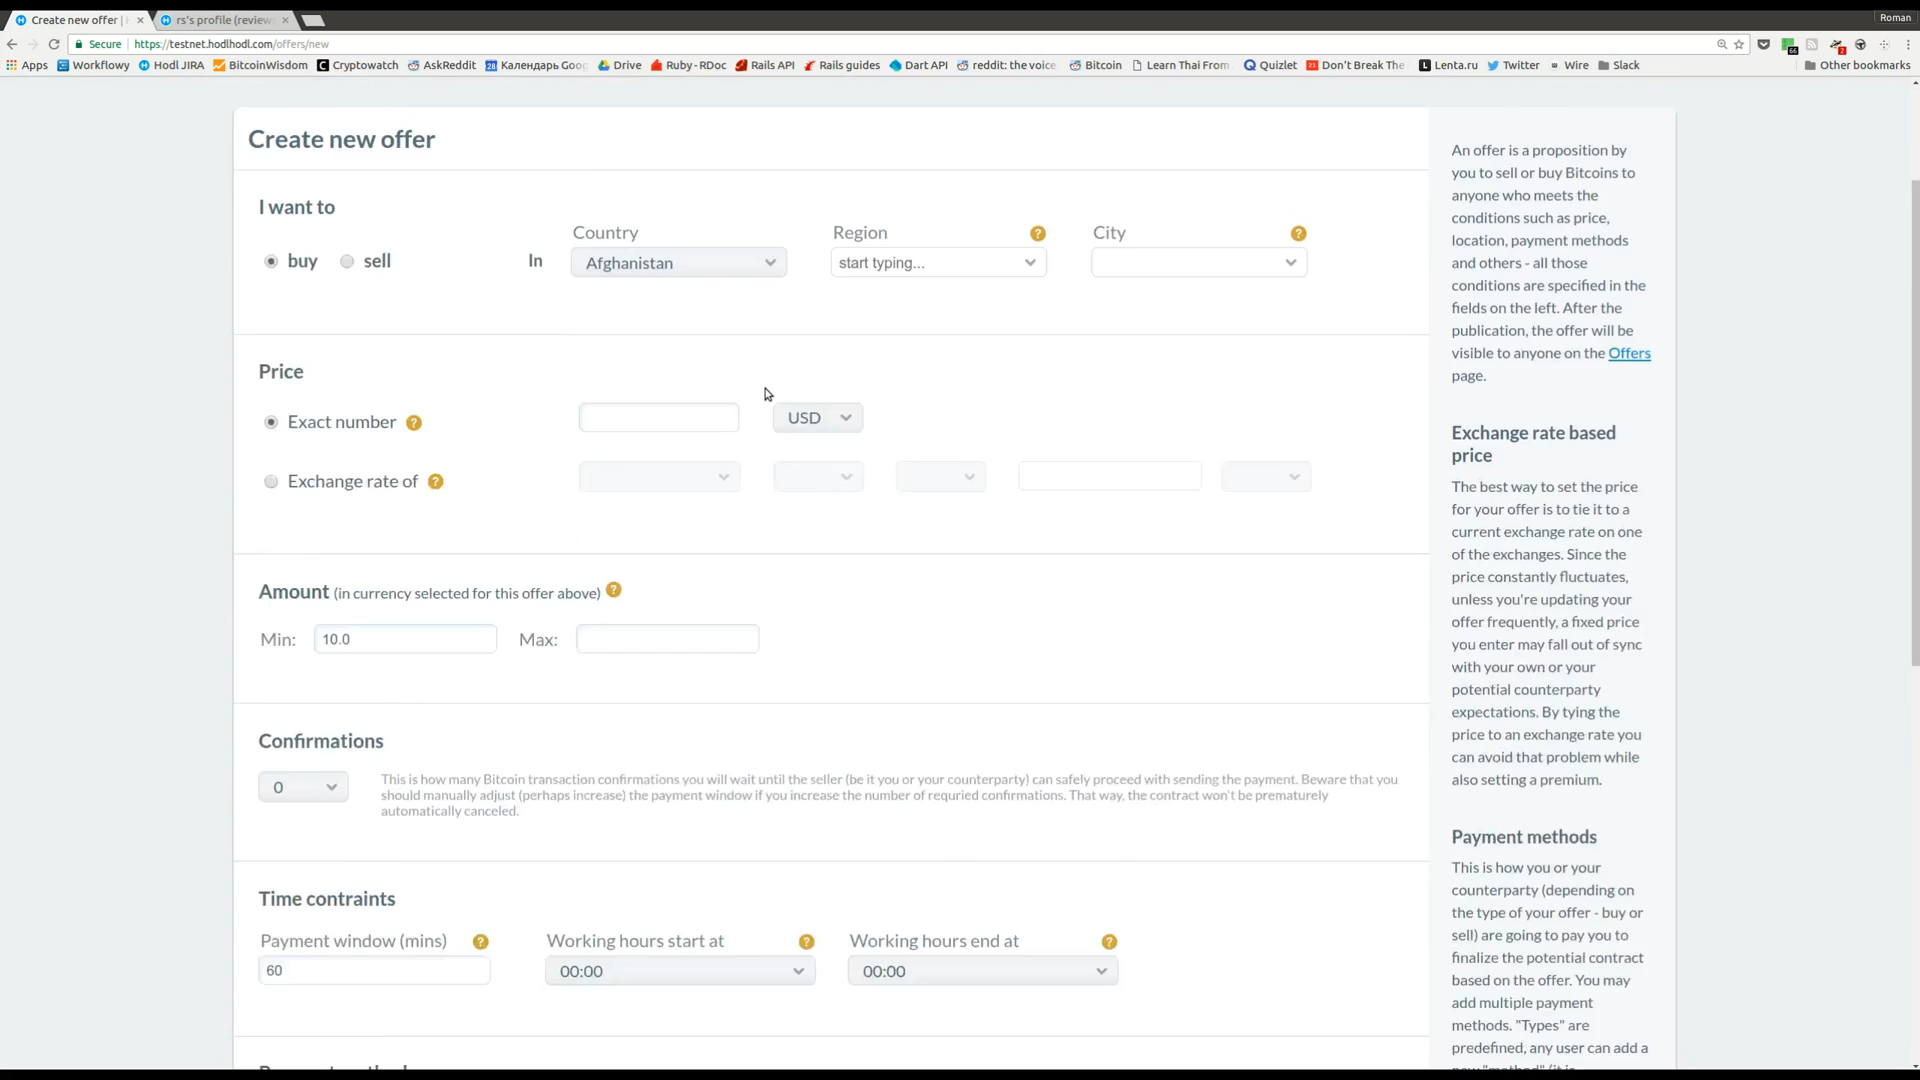 Create new offer |
rs's profile (review
Roman
Secure
https://testnet.hodlhodl.com/offers/new
66
2
Apps
Workflowy
Hodl JIRA
BitcoinWisdom
Cryptowatch
AskReddit
28 Календарь Goo
Drive
Ruby - RDoc
Rails API
Rails guides
Dart API
reddit: the voice
Bitcoin
Learn Thai From
Quizlet
21 Don't Break The
Lenta.ru
Twitter
Wire
Slack
Other bookmarks
Create new offer
I want to
buy
sell
In
Country
Afghanistan
Region ?
start typing...
City ?
Price
Exact number ?
USD
Exchange rate of ?
Amount (in currency selected for this offer above) ?
Min: 10.0
Max:
Confirmations
0
This is how many Bitcoin transaction confirmations you will wait until the seller (be it you or your counterparty) can safely proceed with sending the payment. Beware that you
should manually adjust (perhaps increase) the payment window if you increase the number of requried confirmations. That way, the contract won't be prematurely
automatically canceled.
Time contraints
Payment window (mins) ?
60
Working hours start at ?
00:00
Working hours end at ?
00:00
An offer is a proposition by
you to sell or buy Bitcoins to
anyone who meets the
conditions such as price,
location, payment methods
and others - all those
conditions are specified in the
fields on the left. After the
publication, the offer will be
visible to anyone on the Offers
page.
Exchange rate based
price
The best way to set the price
for your offer is to tie it to a
current exchange rate on one
of the exchanges. Since the
price constantly fluctuates,
unless you're updating your
offer frequently, a fixed price
you enter may fall out of sync
with your own or your
potential counterparty
expectations. By tying the
price to an exchange rate you
can avoid that problem while
also setting a premium.
Payment methods
This is how you or your
counterparty (depending on
the type of your offer - buy or
sell) are going to pay you to
finalize the potential contract
based on the offer. You may
add multiple payment
methods. "Types" are
predefined, any user can add a